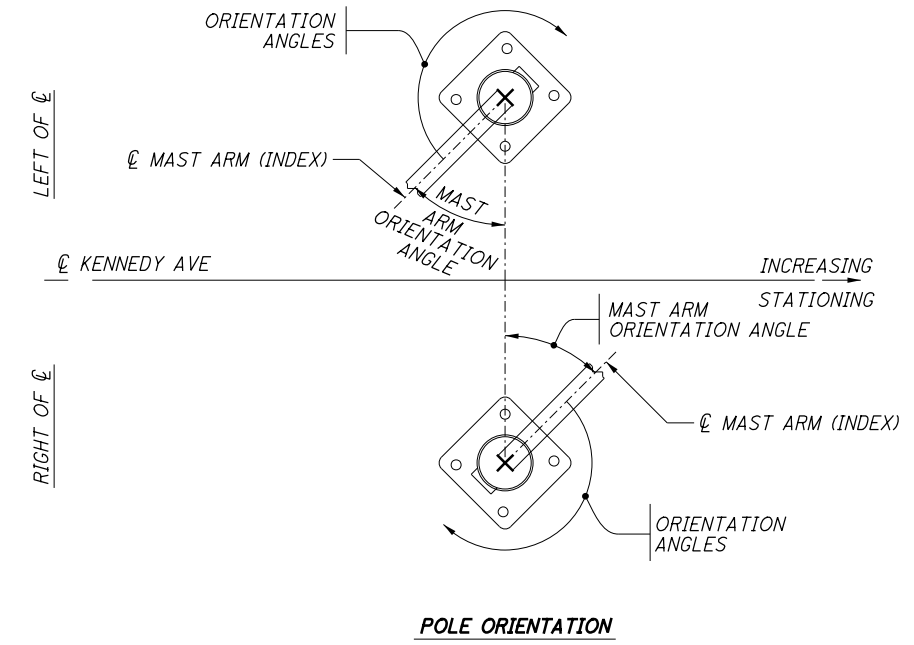 ORIENTATION
ANGLES
LEFT OF ℄
℄ MAST ARM (INDEX)
MAST
ARM
ORIENTATION
ANGLE
℄ KENNEDY AVE
INCREASING
STATIONING
MAST ARM
ORIENTATION ANGLE
RIGHT OF ℄
℄ MAST ARM (INDEX)
ORIENTATION
ANGLES
POLE ORIENTATION